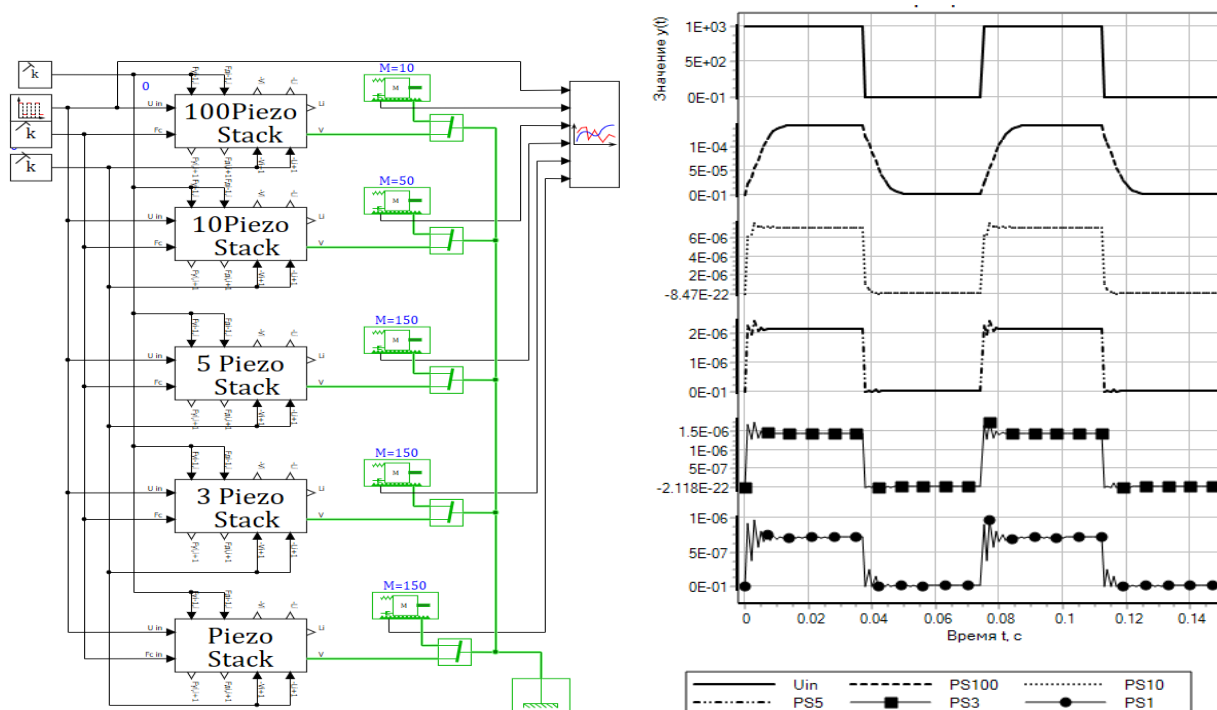 k
0
U in
Fc
100Piezo
Stack
Li
V
M=10
M
k
k
U in
Fc
10Piezo
Stack
Li
V
M=50
M
U in
Fc
5 Piezo
Stack
Li
V
M=150
M
U in
Fc
3 Piezo
Stack
Li
V
M=150
M
U in
Fc in
Piezo
Stack
Li
V
M=150
M
Значение y(t)
1E+03
5E+02
0E-01
1E-04
5E-05
0E-01
6E-06
4E-06
2E-06
-8.47E-22
2E-06
1E-06
0E-01
1.5E-06
1E-06
5E-07
-2.118E-22
1E-06
5E-07
0E-01
0 0.02 0.04 0.06 0.08 0.1 0.12 0.14
Время t, с
Uin PS100 PS10
PS5 PS3 PS1